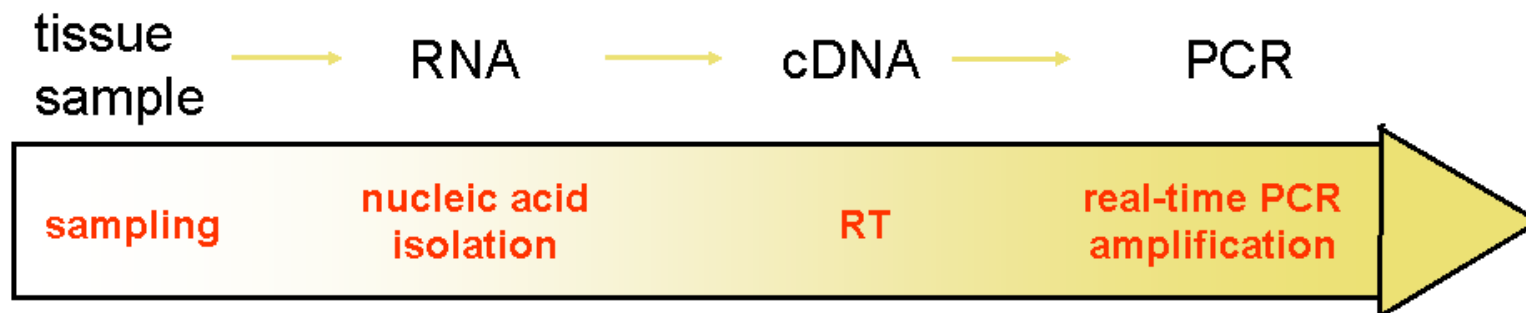 tissue
sample
RNA
cDNA
PCR
sampling
nucleic acid
isolation
RT
real-time PCR
amplification